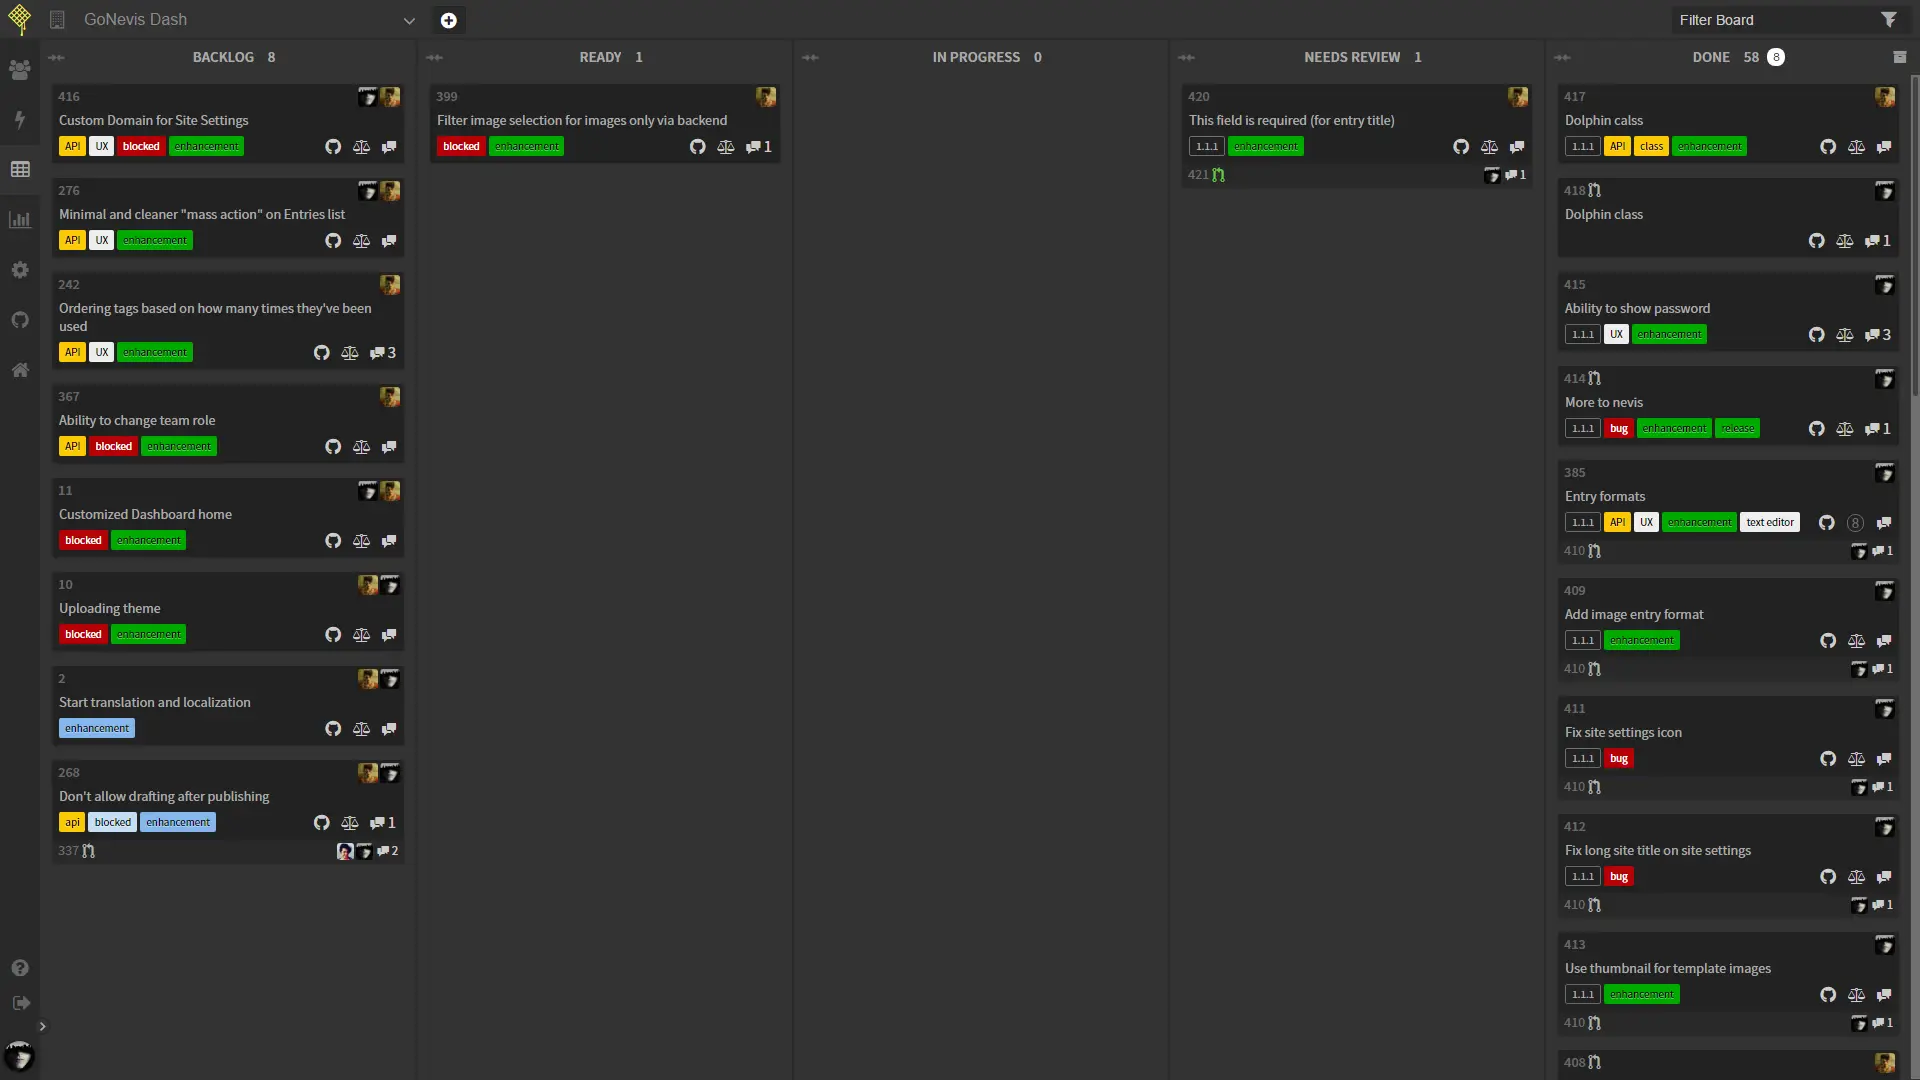 GoNevis Dash
Filter Board
BACKLOG 8
416
Custom Domain for Site Settings
API UX blocked enhancement
276
Minimal and cleaner "mass action" on Entries list
API UX enhancement
242
Ordering tags based on how many times they've been
used
API UX enhancement 3
367
Ability to change team role
API blocked enhancement
11
Customized Dashboard home
blocked enhancement
10
Uploading theme
blocked enhancement
2
Start translation and localization
enhancement
268
Don't allow drafting after publishing
api blocked enhancement 1
337 2
READY 1
399
Filter image selection for images only via backend
blocked enhancement 1
IN PROGRESS 0
NEEDS REVIEW 1
420
This field is required (for entry title)
1.1.1 enhancement
421 1
DONE 58 8
417
Dolphin calss
1.1.1 API class enhancement
418
Dolphin class
1
415
Ability to show password
1.1.1 UX enhancement 3
414
More to nevis
1.1.1 bug enhancement release 1
385
Entry formats
1.1.1 API UX enhancement text editor 8
410 1
409
Add image entry format
1.1.1 enhancement
410 1
411
Fix site settings icon
1.1.1 bug
410 1
412
Fix long site title on site settings
1.1.1 bug
410 1
413
Use thumbnail for template images
1.1.1 enhancement
410 1
408